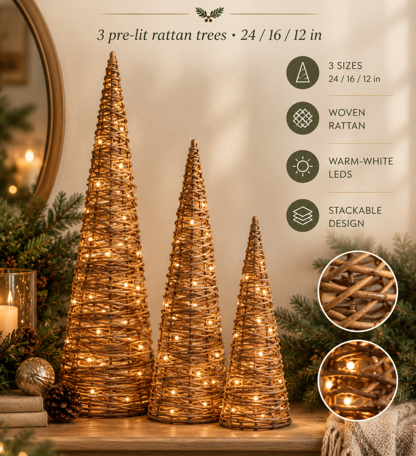 3 pre-lit rattan trees • 24 / 16 / 12 in
3 SIZES
24 / 16 / 12 in
WOVEN
RATTAN
WARM-WHITE
LEDS
STACKABLE
DESIGN